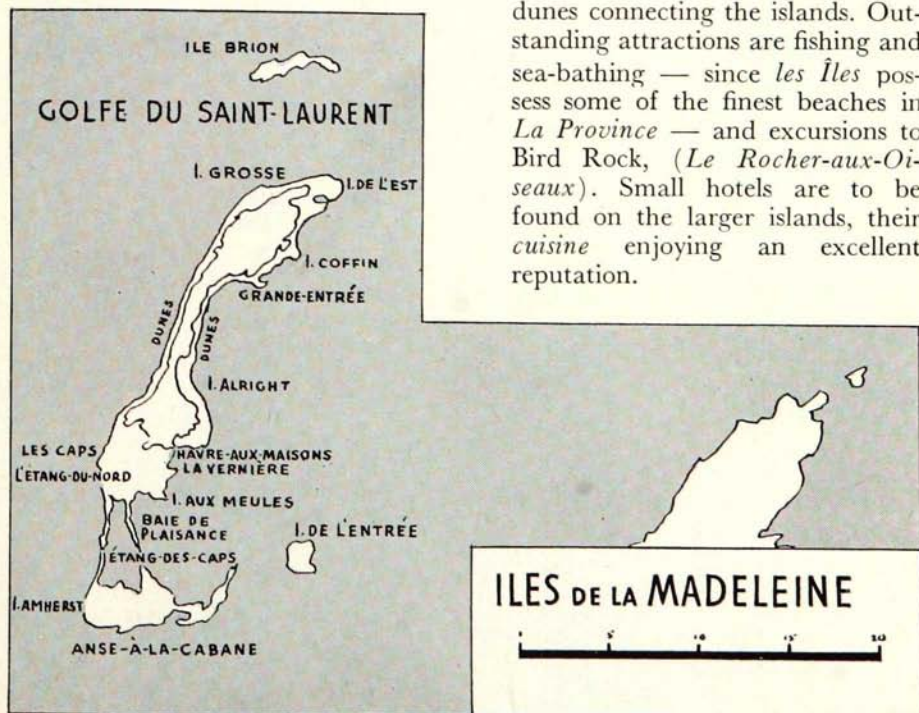 dunes connecting the islands. Out-
standing attractions are fishing and
sea-bathing — since les Îles pos-
sess some of the finest beaches in
La Province — and excursions to
Bird Rock, (Le Rocher-aux-Oi-
seaux). Small hotels are to be
found on the larger islands, their
cuisine enjoying an excellent
reputation.
ILE BRION
GOLFE DU SAINT-LAURENT
I. GROSSE
I. DE L'EST
I. COFFIN
GRANDE-ENTRÉE
DUNES
DUNES
I. ALRIGHT
LES CAPS
HAVRE-AUX-MAISONS
LA VERNIÈRE
L'ÉTANG-DU-NORD
I. AUX MEULES
BAIE DE
PLAISANCE
I. DE L'ENTRÉE
ÉTANG-DES-CAPS
I. AMHERST
ANSE-À-LA-CABANE
ILES DE LA MADELEINE
1 5 10 15 20